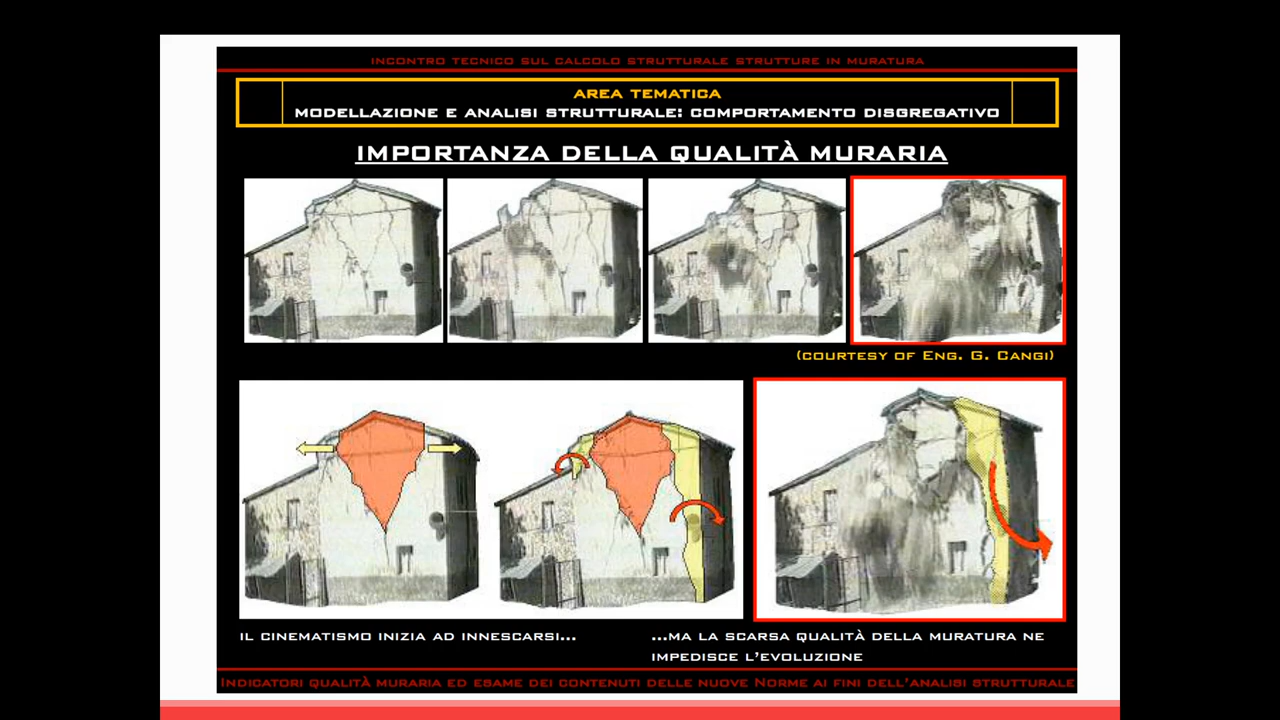 INCONTRO TECNICO SUL CALCOLO STRUTTURALE STRUTTURE IN MURATURA
AREA TEMATICA
MODELLAZIONE E ANALISI STRUTTURALE: COMPORTAMENTO DISGREGATIVO
IMPORTANZA DELLA QUALITÀ MURARIA
(COURTESY OF ENG. G. CANGI)
IL CINEMATISMO INIZIA AD INNESCARSI...
...MA LA SCARSA QUALITÀ DELLA MURATURA NE
IMPEDISCE L'EVOLUZIONE
INDICATORI QUALITÀ MURARIA ED ESAME DEI CONTENUTI DELLE NUOVE NORME AI FINI DELL'ANALISI STRUTTURALE